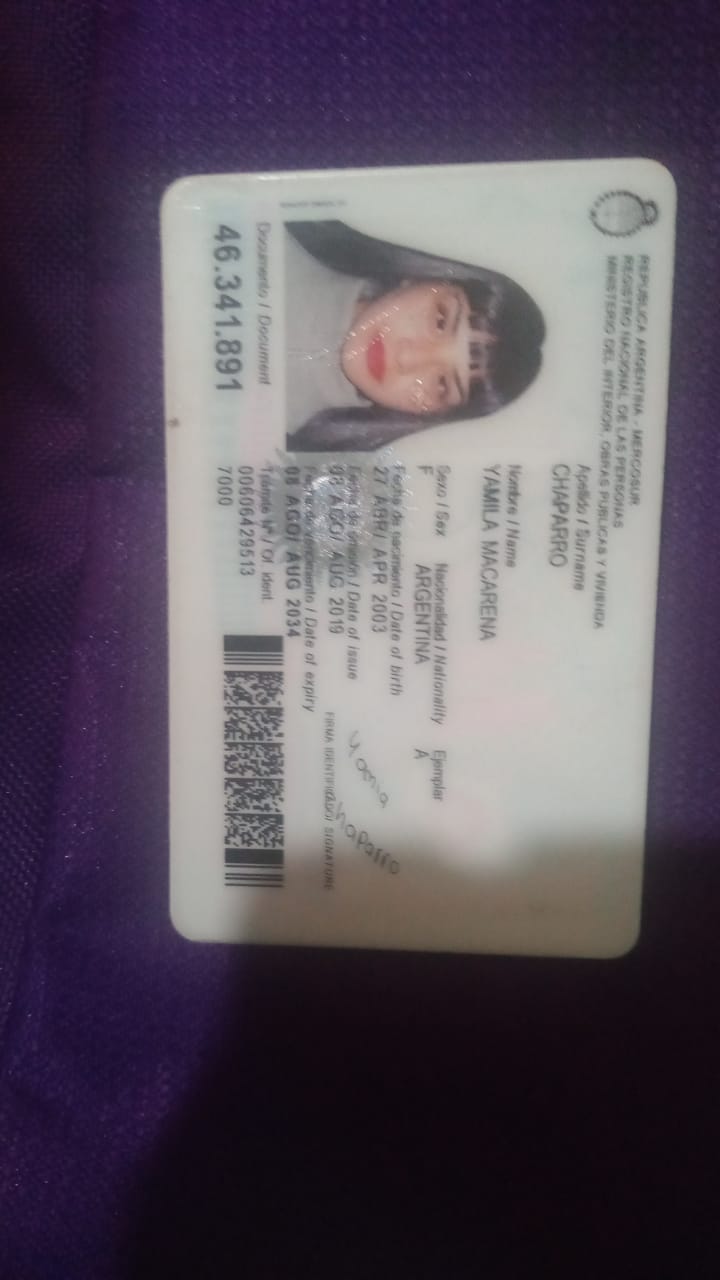 REPUBLICA ARGENTINA - MERCOSUR
REGISTRO NACIONAL DE LAS PERSONAS
MINISTERIO DEL INTERIOR, OBRAS PUBLICAS Y VIVIENDA
Apellido / Surname
CHAPARRO
Nombre / Name
YAMILA MACARENA
Sexo / Sex Nacionalidad / Nationality Ejemplar
F ARGENTINA A
Fecha de nacimiento / Date of birth
27 ABR/ APR 2003
Fecha de emisión / Date of issue
08 AGO/ AUG 2019
Fecha de vencimiento / Date of expiry
08 AGO/ AUG 2034
Chaparro
FIRMA IDENTIFICADO/ SIGNATURE
Documento / Document
46.341.891
Trámite Nº / Of. ident.
00606429513
7000